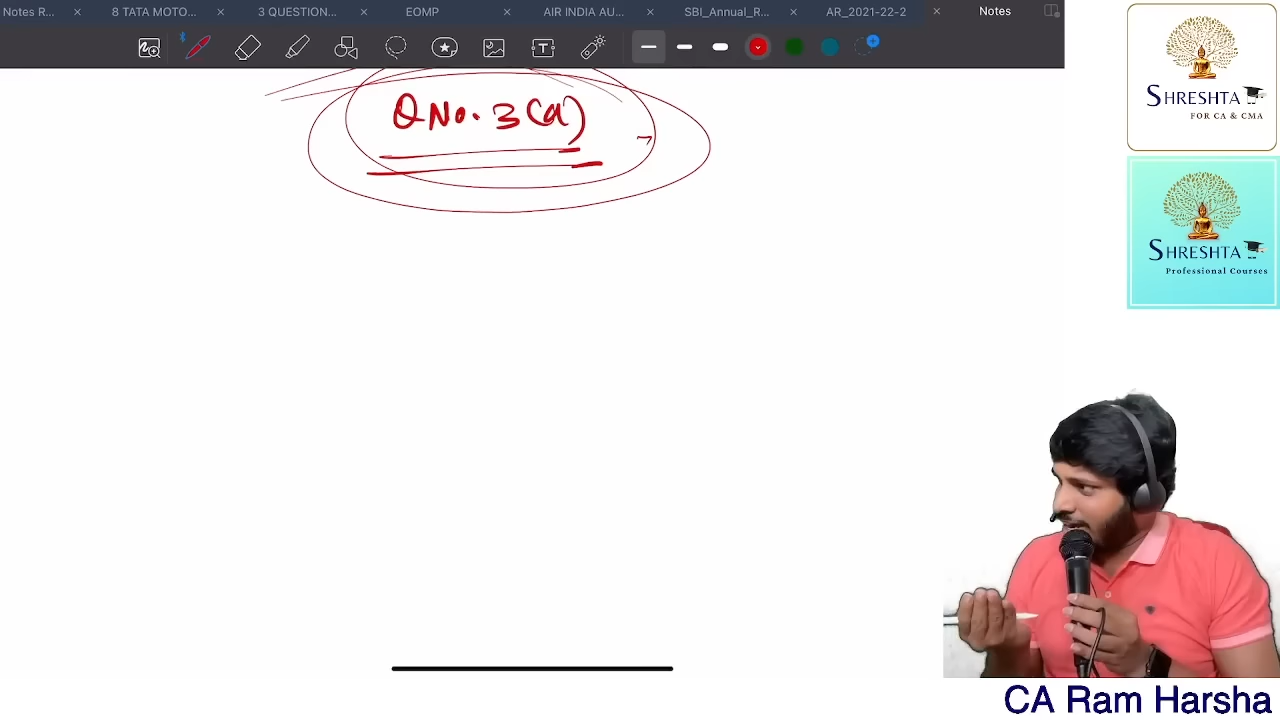 Notes R...
8 TATA MOTO...
3 QUESTION...
EOMP
AIR INDIA AU...
SBI_Annual_R...
AR_2021-22-2
Notes
Q No. 3(a)
SHRESHTA
FOR CA & CMA
SHRESHTA
Professional Courses
CA Ram Harsha